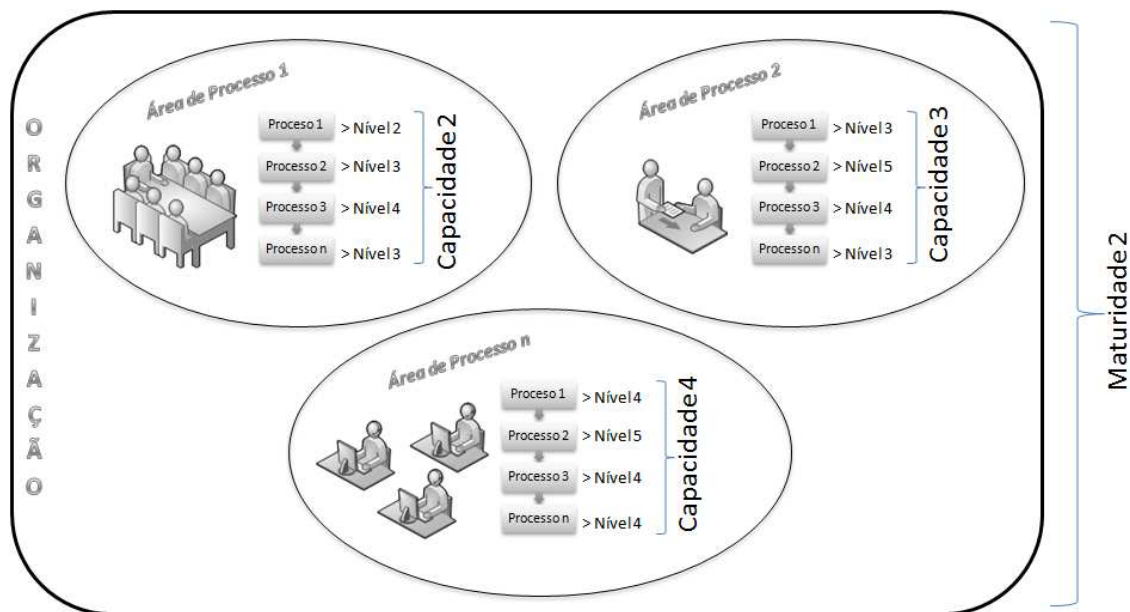 ORGANIZAÇÃO
Área de Processo 1
Proceso 1 > Nível 2
Processo 2 > Nível 3
Processo 3 > Nível 4
Processo n > Nível 3
Capacidade 2
Área de Processo 2
Proceso 1 > Nível 3
Processo 2 > Nível 5
Processo 3 > Nível 4
Processo n > Nível 3
Capacidade 3
Área de Processo n
Proceso 1 > Nível 4
Processo 2 > Nível 5
Processo 3 > Nível 4
Processo n > Nível 4
Capacidade 4
Maturidade 2